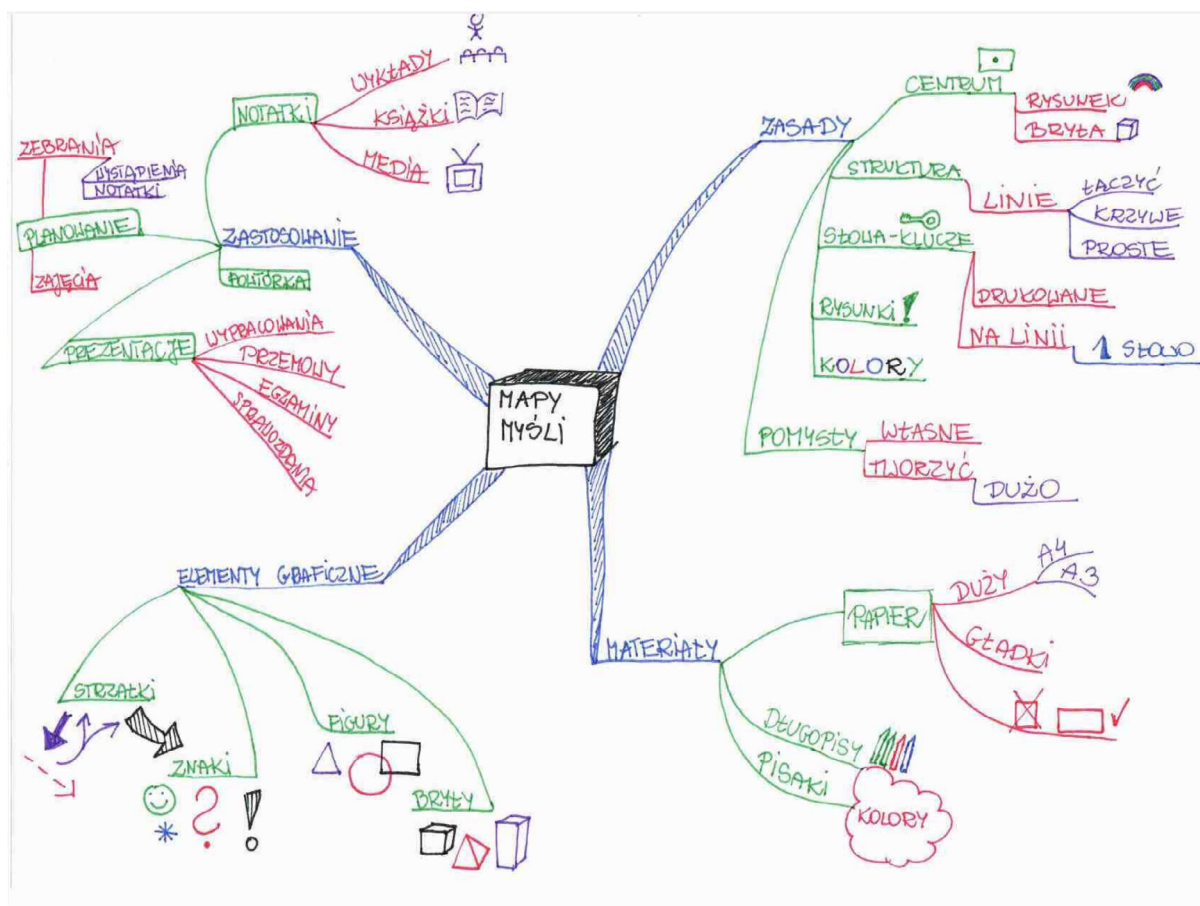 MAPY
MYŚLI
ZASADY
CENTRUM
RYSUNEK
BRYŁA
STRUKTURA
LINIE
ŁĄCZYĆ
KRZYWE
PROSTE
SŁOWA-KLUCZE
DRUKOWANE
NA LINII
1 SŁOWO
RYSUNKI!
KOLORY
POMYSŁY
WŁASNE
TWORZYĆ
DUŻO
MATERIAŁY
PAPIER
DUŻY
A4
A3
GŁADKI
DŁUGOPISY
PISAKI
KOLORY
ELEMENTY GRAFICZNE
STRZAŁKI
ZNAKI
? !
FIGURY
BRYŁY
ZASTOSOWANIE
NOTATKI
WYKŁADY
KSIĄŻKI
MEDIA
PLANOWANIE
ZEBRANIA
WYSTĄPIENIA
NOTATKI
ZAJĘCIA
POWTÓRKA
PREZENTACJE
WYPRACOWANIA
PRZEMOWY
EGZAMINY
SPRAWOZDANIA